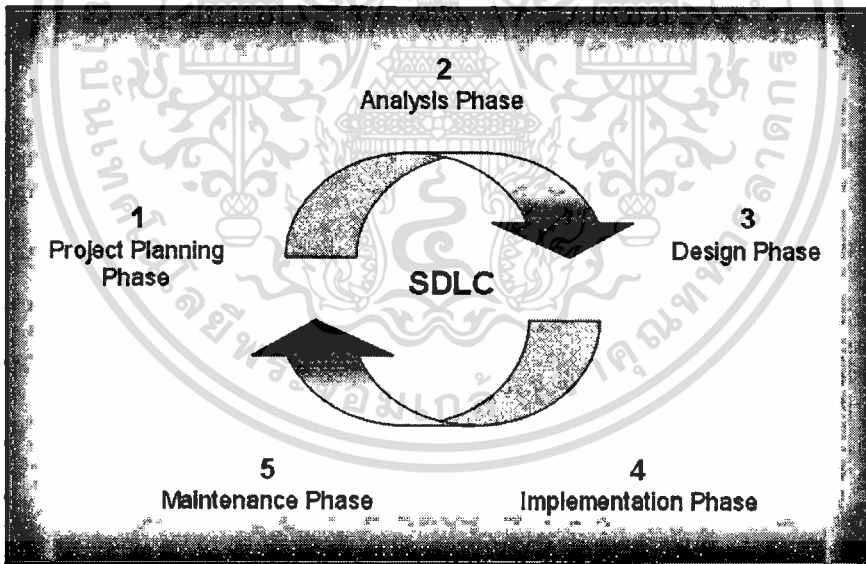 2
Analysis Phase
1
Project Planning
Phase
3
Design Phase
SDLC
5
Maintenance Phase
4
Implementation Phase